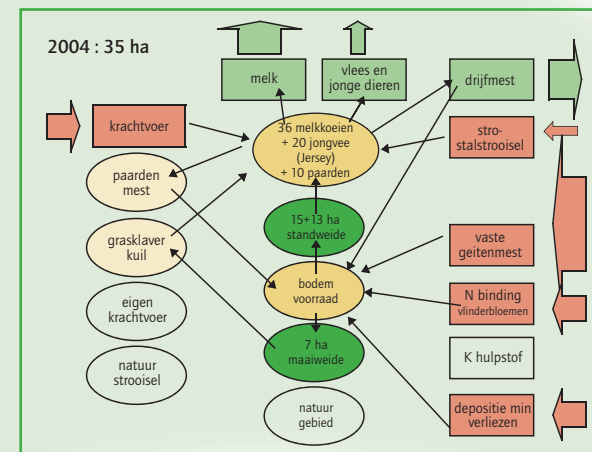 2004 : 35 ha
melk
vlees en
jonge dieren
drijfmest
krachtvoer
36 melkkoeien
+ 20 jongvee
(Jersey)
+ 10 paarden
stro-
stalstrooisel
paarden
mest
15+13 ha
standweide
grasklaver
kuil
vaste
geitenmest
bodem
voorraad
eigen
krachtvoer
N binding
vlinderbloemen
7 ha
maaiweide
K hulpstof
natuur
strooisel
natuur
gebied
depositie min
verliezen